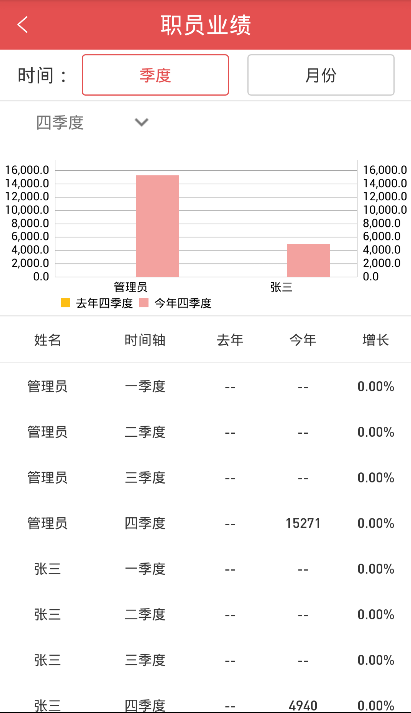 职员业绩
时间： 季度 月份
四季度
16,000.0 16,000.0
14,000.0 14,000.0
12,000.0 12,000.0
10,000.0 10,000.0
8,000.0 8,000.0
6,000.0 6,000.0
4,000.0 4,000.0
2,000.0 2,000.0
0.0 0.0
管理员 张三
去年四季度 今年四季度
姓名 时间轴 去年 今年 增长
管理员 一季度 -- -- 0.00%
管理员 二季度 -- -- 0.00%
管理员 三季度 -- -- 0.00%
管理员 四季度 -- 15271 0.00%
张三 一季度 -- -- 0.00%
张三 二季度 -- -- 0.00%
张三 三季度 -- -- 0.00%
张三 四季度 -- 4940 0.00%